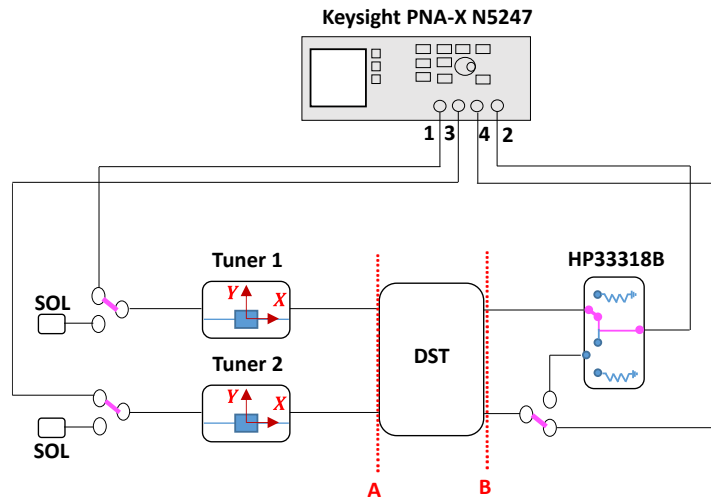 Keysight PNA-X N5247
1 3 4 2
Tuner 1
HP33318B
SOL
Y X
DST
Tuner 2
Y X
SOL
A B